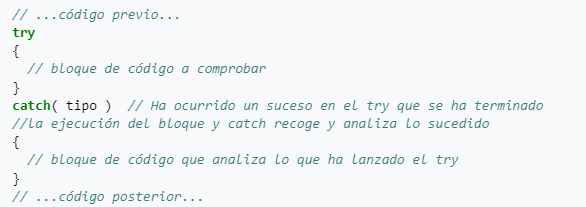 // ...código previo...
try
{
// bloque de código a comprobar
}
catch( tipo )  // Ha ocurrido un suceso en el try que se ha terminado
//la ejecución del bloque y catch recoge y analiza lo sucedido
{
// bloque de código que analiza lo que ha lanzado el try
}
// ...código posterior...